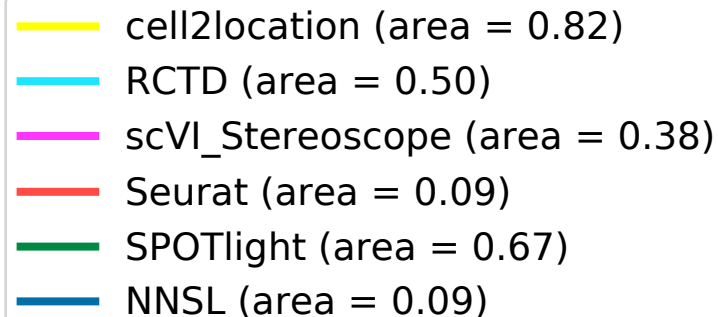 cell2location (area = 0.82)
RCTD (area = 0.50)
scVI_Stereoscope (area = 0.38)
Seurat (area = 0.09)
SPOTlight (area = 0.67)
NNSL (area = 0.09)